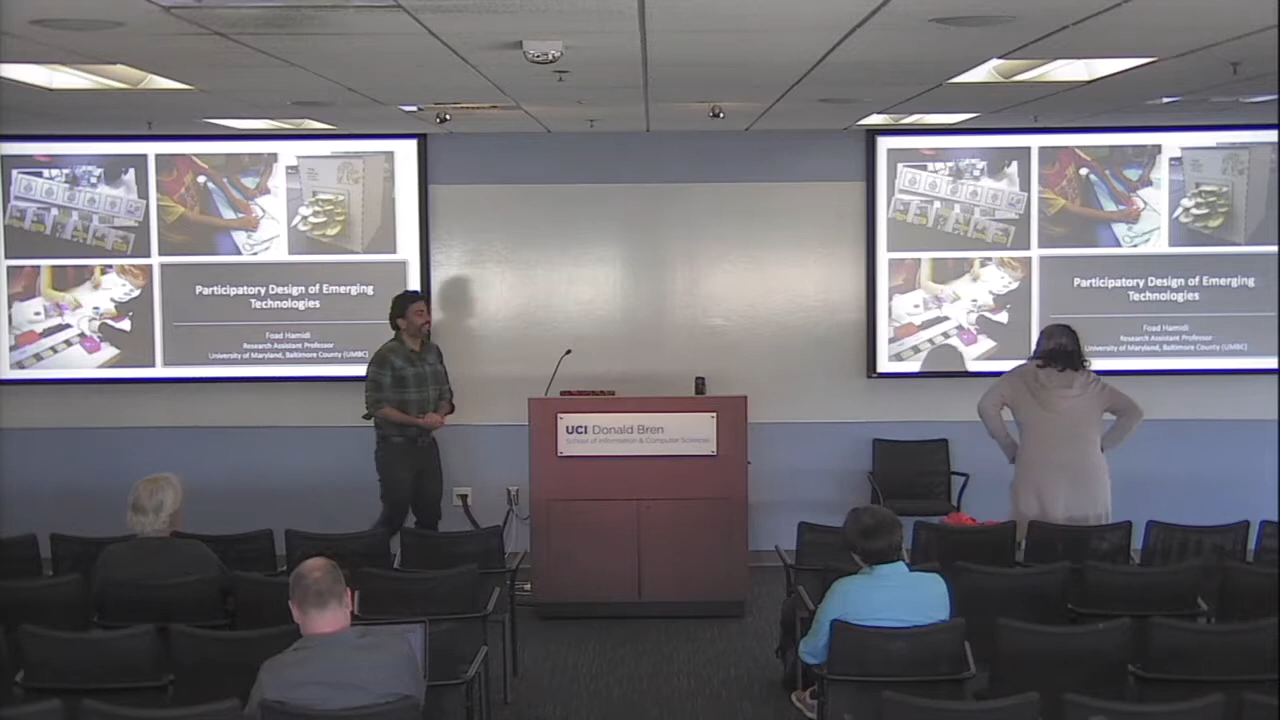 Participatory Design of Emerging
Technologies
Foad Hamidi
Research Assistant Professor
University of Maryland, Baltimore County (UMBC)
UCI Donald Bren
School of Information & Computer Sciences
Participatory Design of Emerging
Technologies
Foad Hamidi
Research Assistant Professor
University of Maryland, Baltimore County (UMBC)